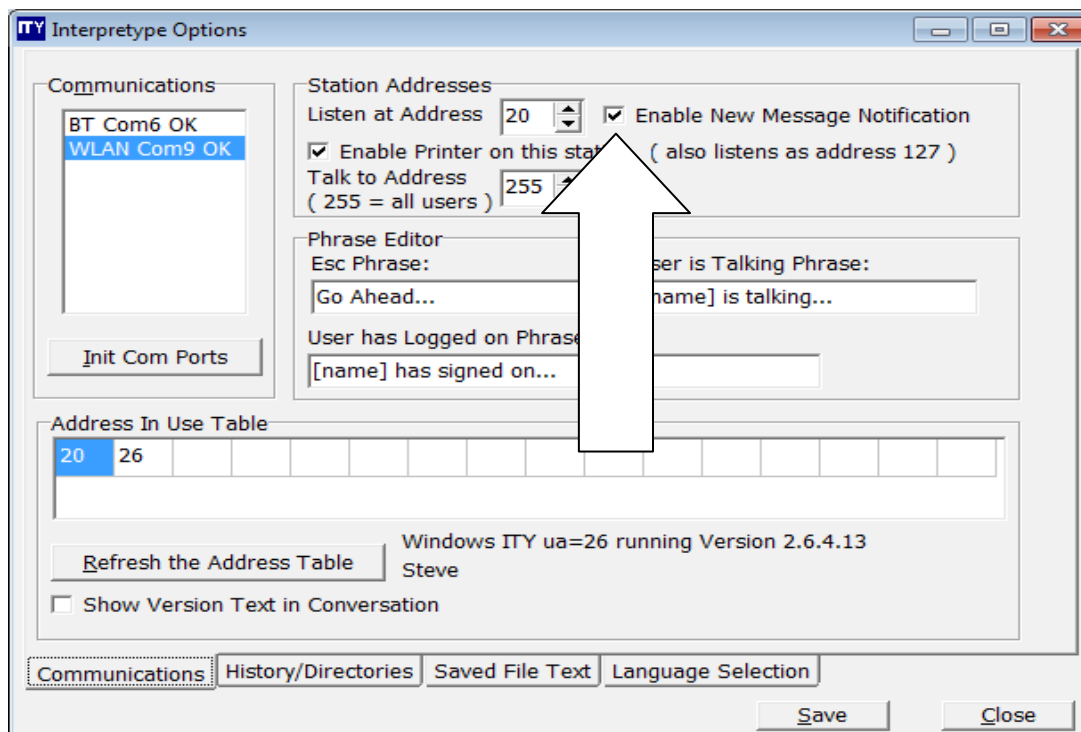 ITY Interpretype Options
Communications
BT Com6 OK
WLAN Com9 OK
Init Com Ports
Station Addresses
Listen at Address 20 Enable New Message Notification
Enable Printer on this ( also listens as address 127 )
Talk to Address
( 255 = all users ) 255
Phrase Editor
Esc Phrase: is Talking Phrase:
Go Ahead... name] is talking...
User has Logged on Phrase
[name] has signed on...
Address In Use Table
20 26
Refresh the Address Table
Windows ITY ua=26 running Version 2.6.4.13
Steve
Show Version Text in Conversation
Communications History/Directories Saved File Text Language Selection
Save Close